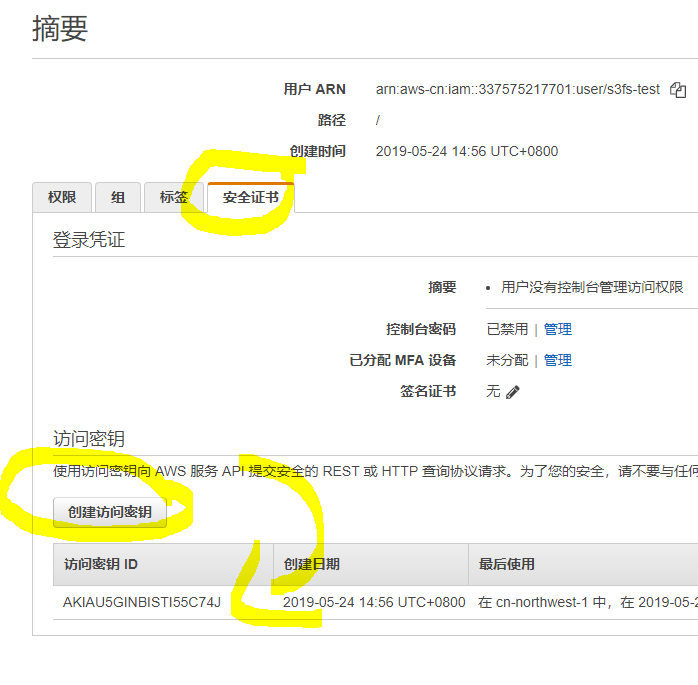 摘要
用户 ARN arn:aws-cn:iam::337575217701:user/s3fs-test
路径 /
创建时间 2019-05-24 14:56 UTC+0800
权限 组 标签 安全证书
登录凭证
摘要 • 用户没有控制台管理访问权限
控制台密码 已禁用 | 管理
已分配 MFA 设备 未分配 | 管理
签名证书 无
访问密钥
使用访问密钥向 AWS 服务 API 提交安全的 REST 或 HTTP 查询协议请求。为了您的安全，请不要与任何
创建访问密钥
访问密钥 ID 创建日期 最后使用
AKIAU5GINBISTI55C74J 2019-05-24 14:56 UTC+0800 在 cn-northwest-1 中，在 2019-05-2